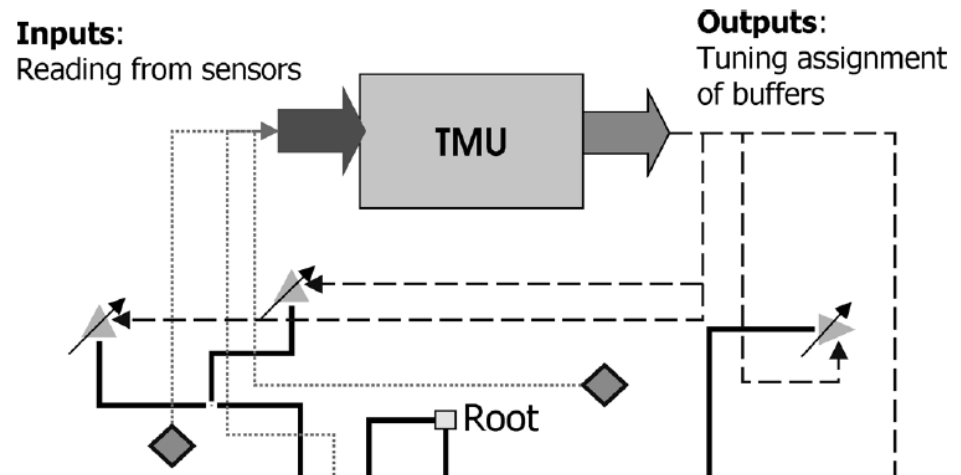 Inputs:
Reading from sensors
Outputs:
Tuning assignment
of buffers
TMU
Root